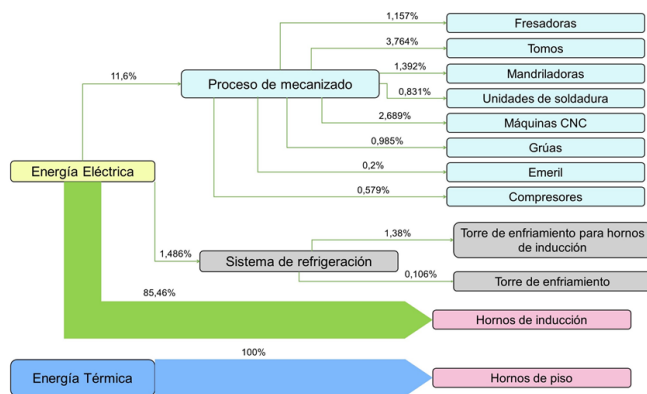 1,157%
Fresadoras
3,764%
Tomos
11,6%
Proceso de mecanizado
1,392%
Mandriladoras
0,831%
Unidades de soldadura
2,689%
Máquinas CNC
0,985%
Grúas
Energía Eléctrica
0,2%
Emeril
0,579%
Compresores
1,38%
Torre de enfriamiento para hornos
de inducción
1,486%
Sistema de refrigeración
0,106%
Torre de enfriamiento
85,46%
Hornos de inducción
100%
Energía Térmica
Hornos de piso